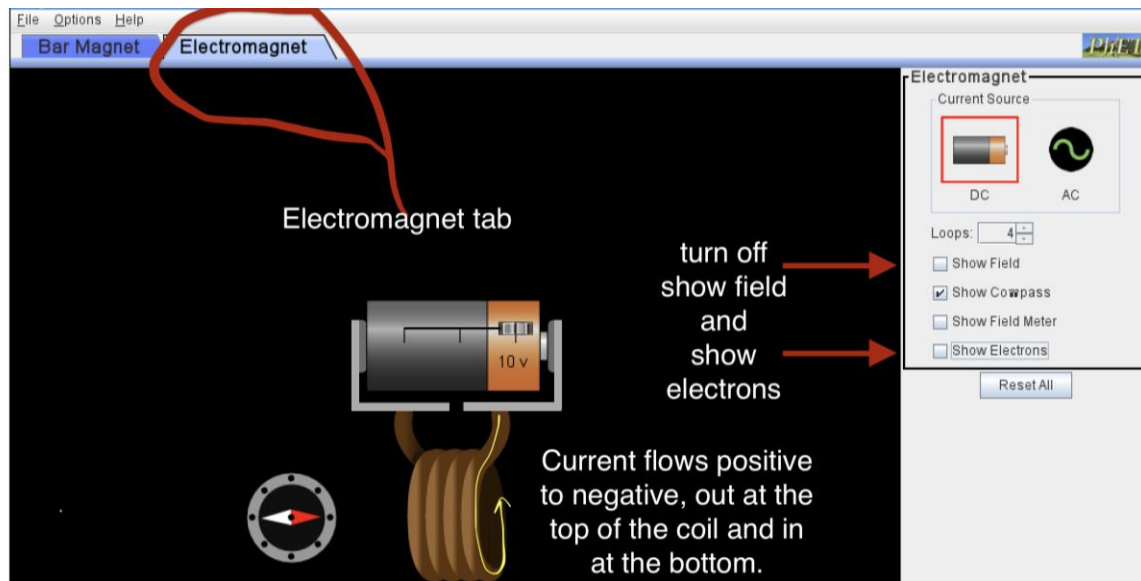 File Options Help
Bar Magnet Electromagnet
PhET
Electromagnet
Current Source
DC AC
Loops: 4
Show Field
Show Compass
Show Field Meter
Show Electrons
Reset All
Electromagnet tab
turn off
show field
and
show
electrons
10 v
Current flows positive
to negative, out at the
top of the coil and in
at the bottom.